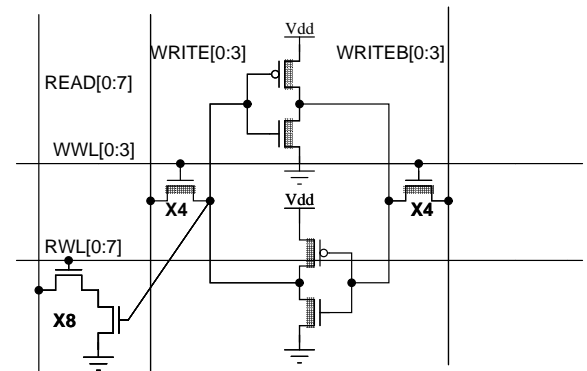 Vdd
WRITE[0:3]
WRITEB[0:3]
READ[0:7]
WWL[0:3]
X4
Vdd
X4
RWL[0:7]
X8